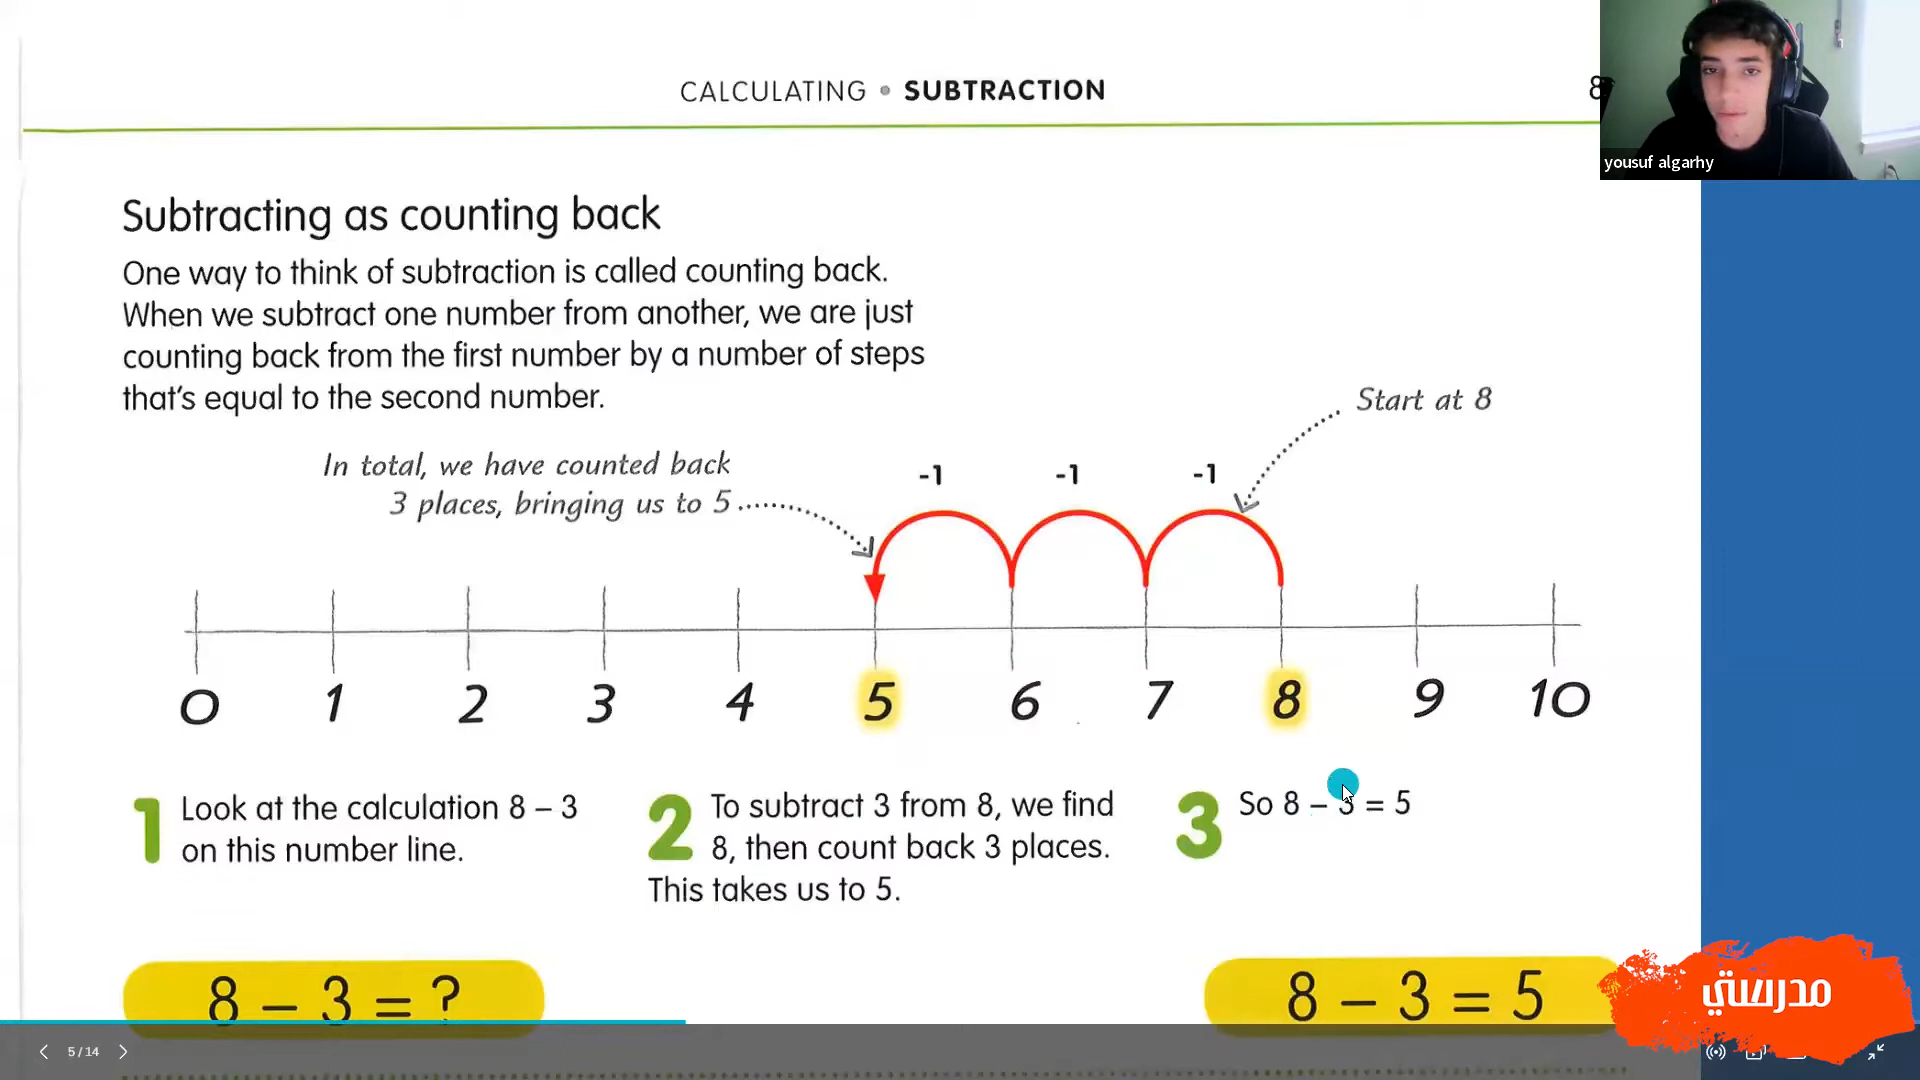 CALCULATING • SUBTRACTION
8
yousuf algarhy
Subtracting as counting back
One way to think of subtraction is called counting back.
When we subtract one number from another, we are just
counting back from the first number by a number of steps
that's equal to the second number.
Start at 8
In total, we have counted back
3 places, bringing us to 5
-1 -1 -1
0 1 2 3 4 5 6 7 8 9 10
1 Look at the calculation 8 – 3
on this number line.
2 To subtract 3 from 8, we find
8, then count back 3 places.
This takes us to 5.
3 So 8 – 3 = 5
8 – 3 = ?
8 – 3 = 5
مدرستي
5 / 14